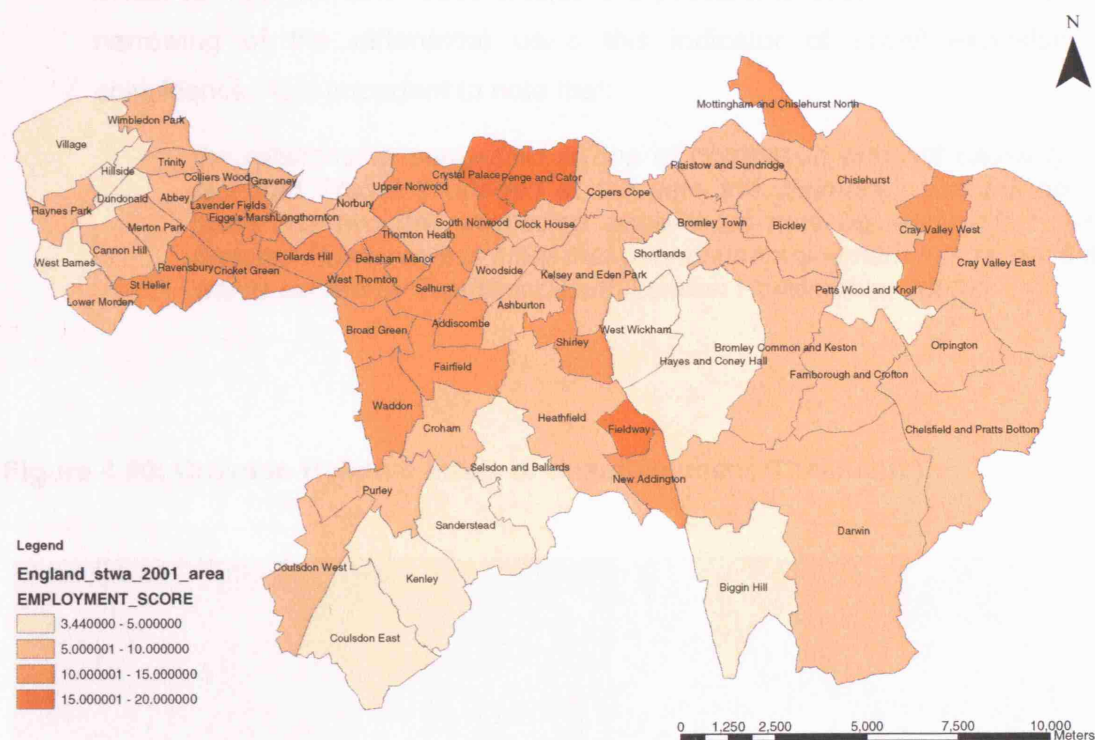 N
Mottingham and Chislehurst North
Wimbledon Park
Village
Trinity
Hillside
Colliers Wood
Graveney
Crystal Palace
Penge and Cator
Plaistow and Sundridge
Chislehurst
Upper Norwood
Copers Cope
Dundonald
Abbey
Lavender Fields
Norbury
Raynes Park
Figge's Marsh
Longthornton
South Norwood
Clock House
Bromley Town
Bickley
Merton Park
Thornton Heath
Cray Valley West
Cannon Hill
Pollards Hill
Bensham Manor
Shortlands
West Barnes
Ravensbury
Cricket Green
Woodside
Kelsey and Eden Park
Cray Valley East
West Thornton
St Helier
Selhurst
Petts Wood and Knoll
Lower Morden
Ashburton
Broad Green
Addiscombe
West Wickham
Shirley
Bromley Common and Keston
Orpington
Hayes and Coney Hall
Fairfield
Farnborough and Crofton
Waddon
Heathfield
Croham
Fieldway
Chelsfield and Pratts Bottom
Selsdon and Ballards
New Addington
Purley
Sanderstead
Darwin
Coulsdon West
Kenley
Biggin Hill
Coulsdon East
Legend
England_stwa_2001_area
EMPLOYMENT_SCORE
3.440000 - 5.000000
5.000001 - 10.000000
10.000001 - 15.000000
15.000001 - 20.000000
0 1,250 2,500 5,000 7,500 10,000
Meters